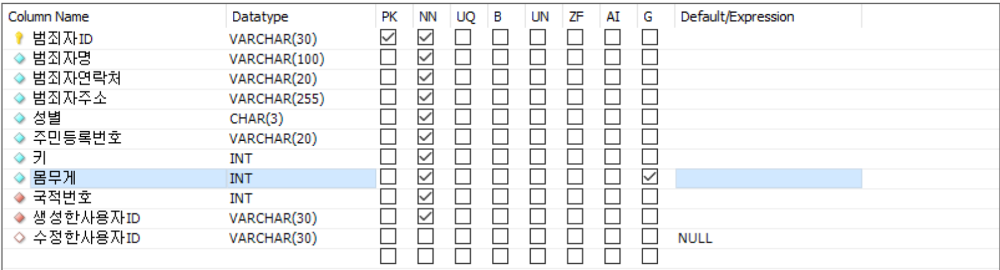 Column Name Datatype PK NN UQ B UN ZF AI G Default/Expression
범죄자ID VARCHAR(30)
범죄자명 VARCHAR(100)
범죄자연락처 VARCHAR(20)
범죄자주소 VARCHAR(255)
성별 CHAR(3)
주민등록번호 VARCHAR(20)
키 INT
몸무게 INT
국적번호 INT
생성한사용자ID VARCHAR(30)
수정한사용자ID VARCHAR(30) NULL